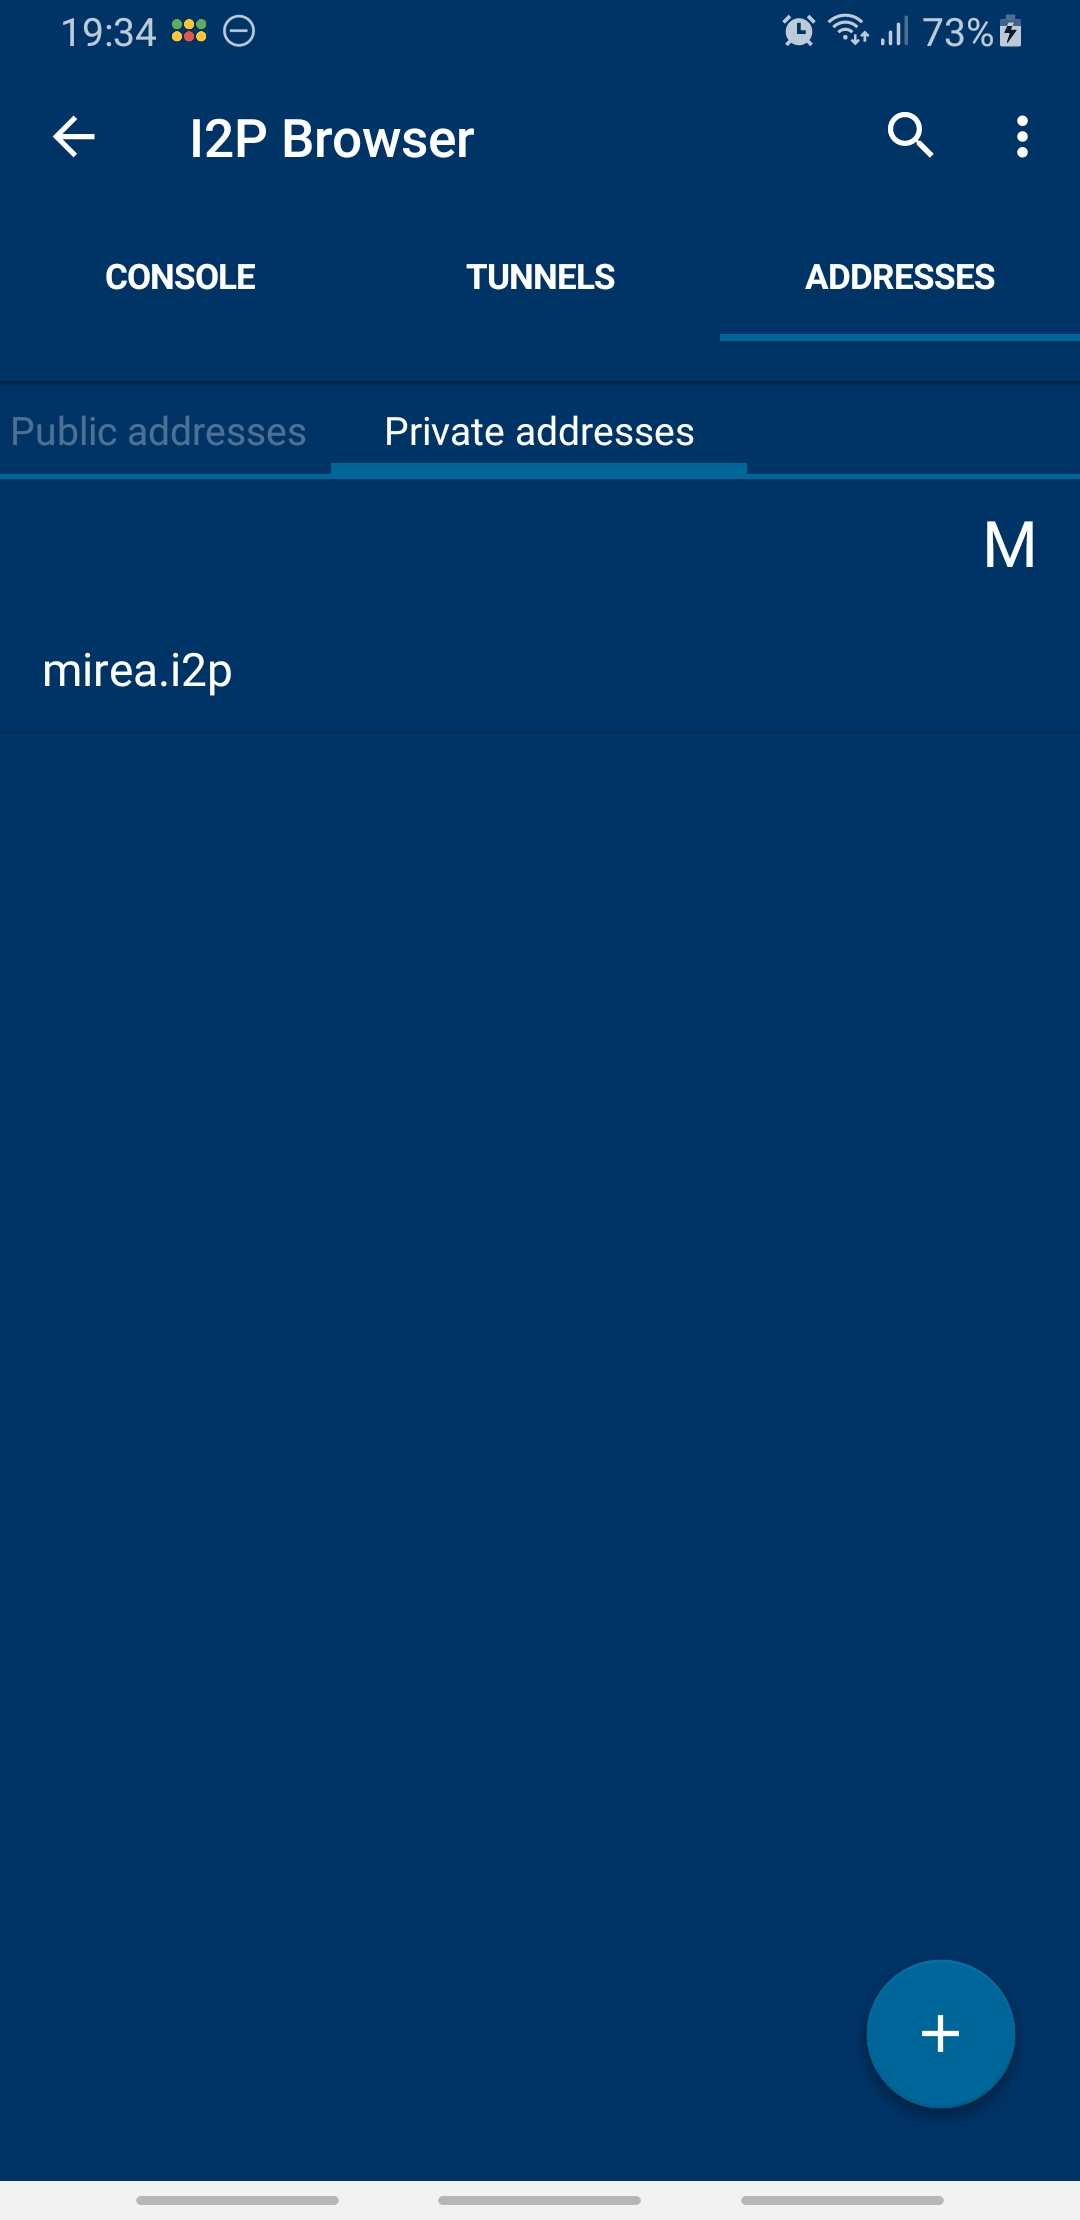 19:34 73%
I2P Browser
CONSOLE TUNNELS ADDRESSES
Public addresses Private addresses
M
mirea.i2p